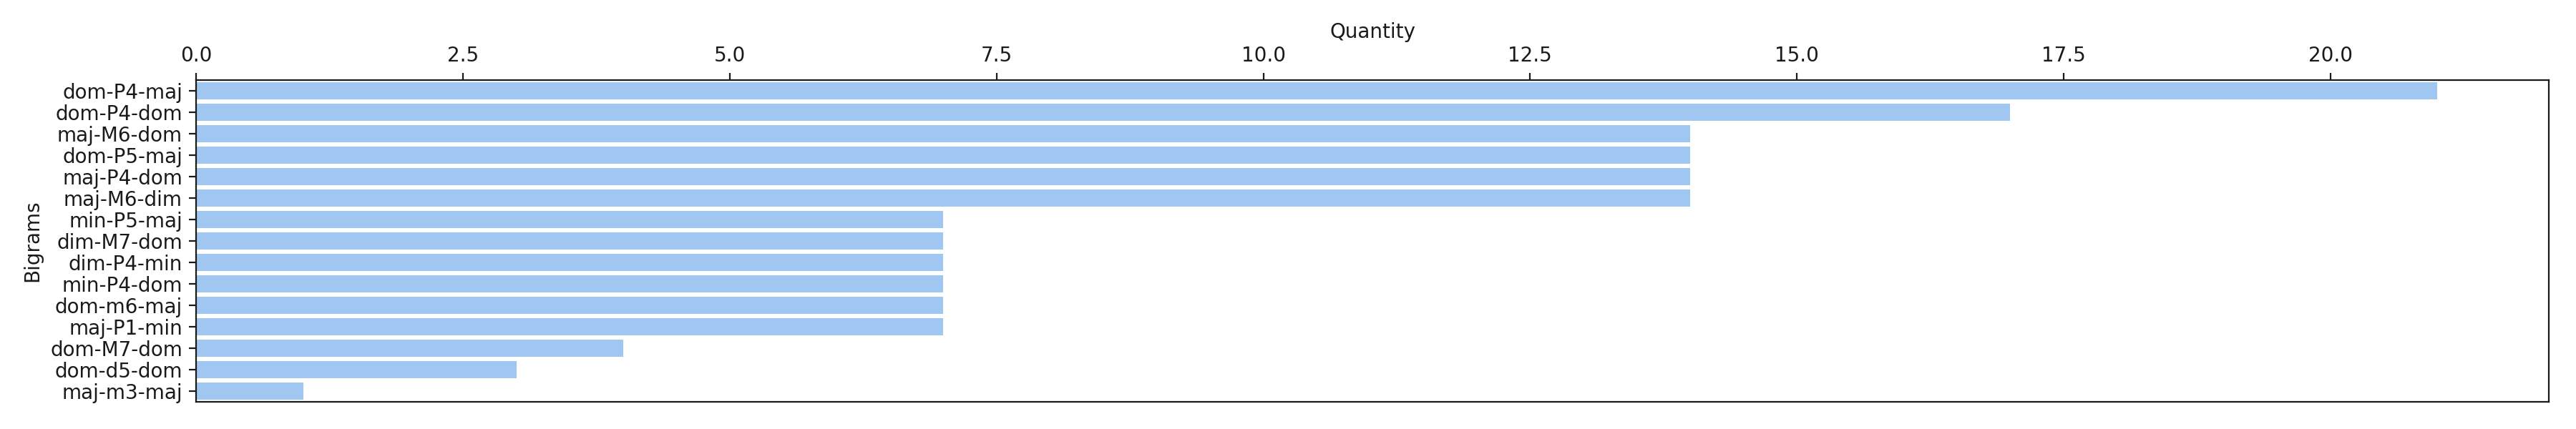 Quantity
0.0 2.5 5.0 7.5 10.0 12.5 15.0 17.5 20.0
Bigrams
dom-P4-maj
dom-P4-dom
maj-M6-dom
dom-P5-maj
maj-P4-dom
maj-M6-dim
min-P5-maj
dim-M7-dom
dim-P4-min
min-P4-dom
dom-m6-maj
maj-P1-min
dom-M7-dom
dom-d5-dom
maj-m3-maj